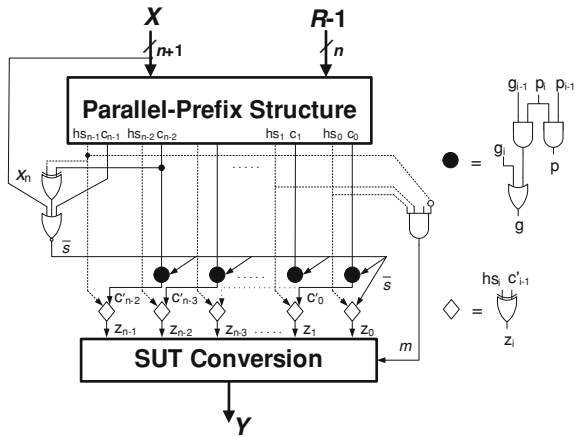 X R-1
n+1 n
Parallel-Prefix Structure
hsn-1 cn-1 hsn-2 cn-2 hs1 c1 hs0 c0
xn
s̅
s̅
. . . . .
c'n-2 c'n-3 . . . . . c'0
zn-1 zn-2 zn-3 . . . . . z1 z0
m
SUT Conversion
Y
gi-1 pi pi-1
gi
=
p
g
hsi c'i-1
=
zi